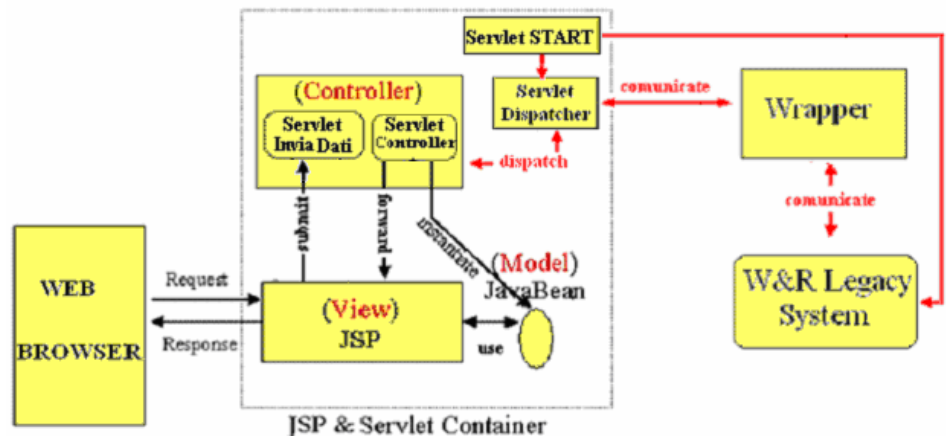 Servlet START
(Controller)
Servlet
Invia Dati
Servlet
Controller
Servlet
Dispatcher
comunicate
Wrapper
dispatch
comunicate
submit
forward
instantiate
WEB
BROWSER
Request
Response
(View)
JSP
(Model)
JavaBean
use
W&R Legacy
System
JSP & Servlet Container